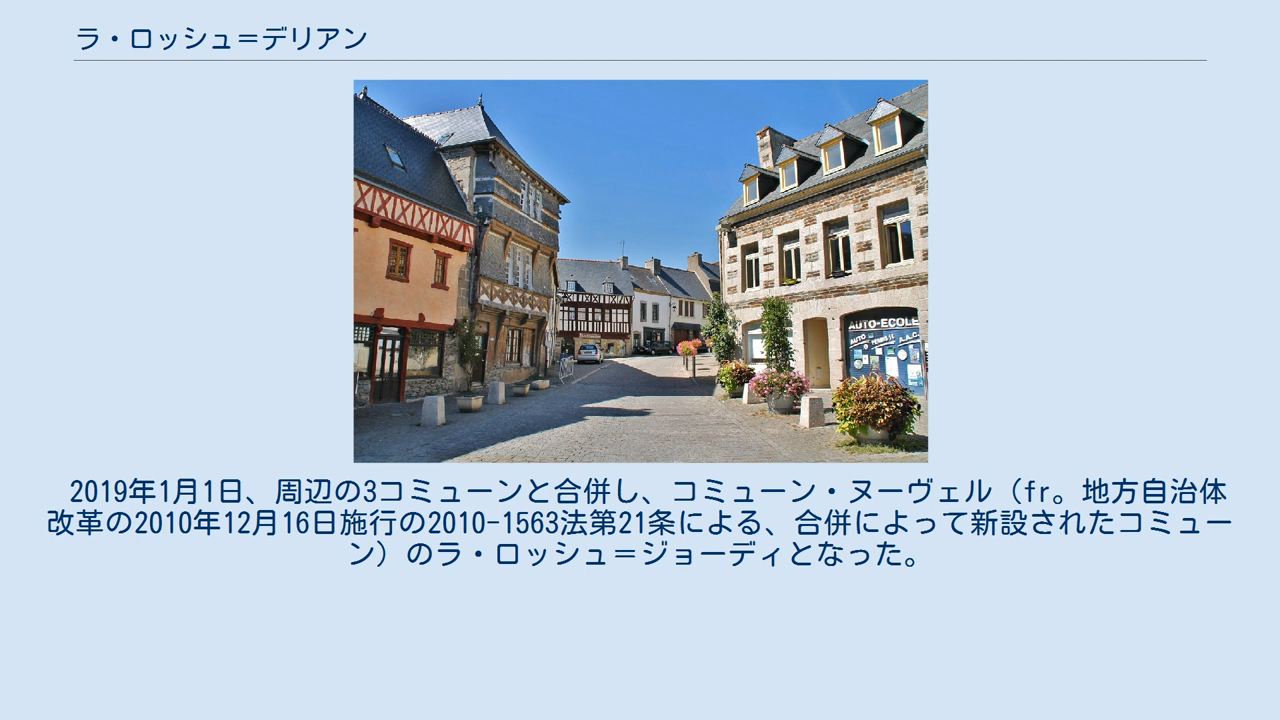 ラ・ロッシュ＝デリアン
AUTO-ECOLE
AUTO
PERMIS
A.A.C.
2019年1月1日、周辺の3コミューンと合併し、コミューン・ヌーヴェル（fr。地方自治体
改革の2010年12月16日施行の2010-1563法第21条による、合併によって新設されたコミュー
ン）のラ・ロッシュ＝ジョーディとなった。